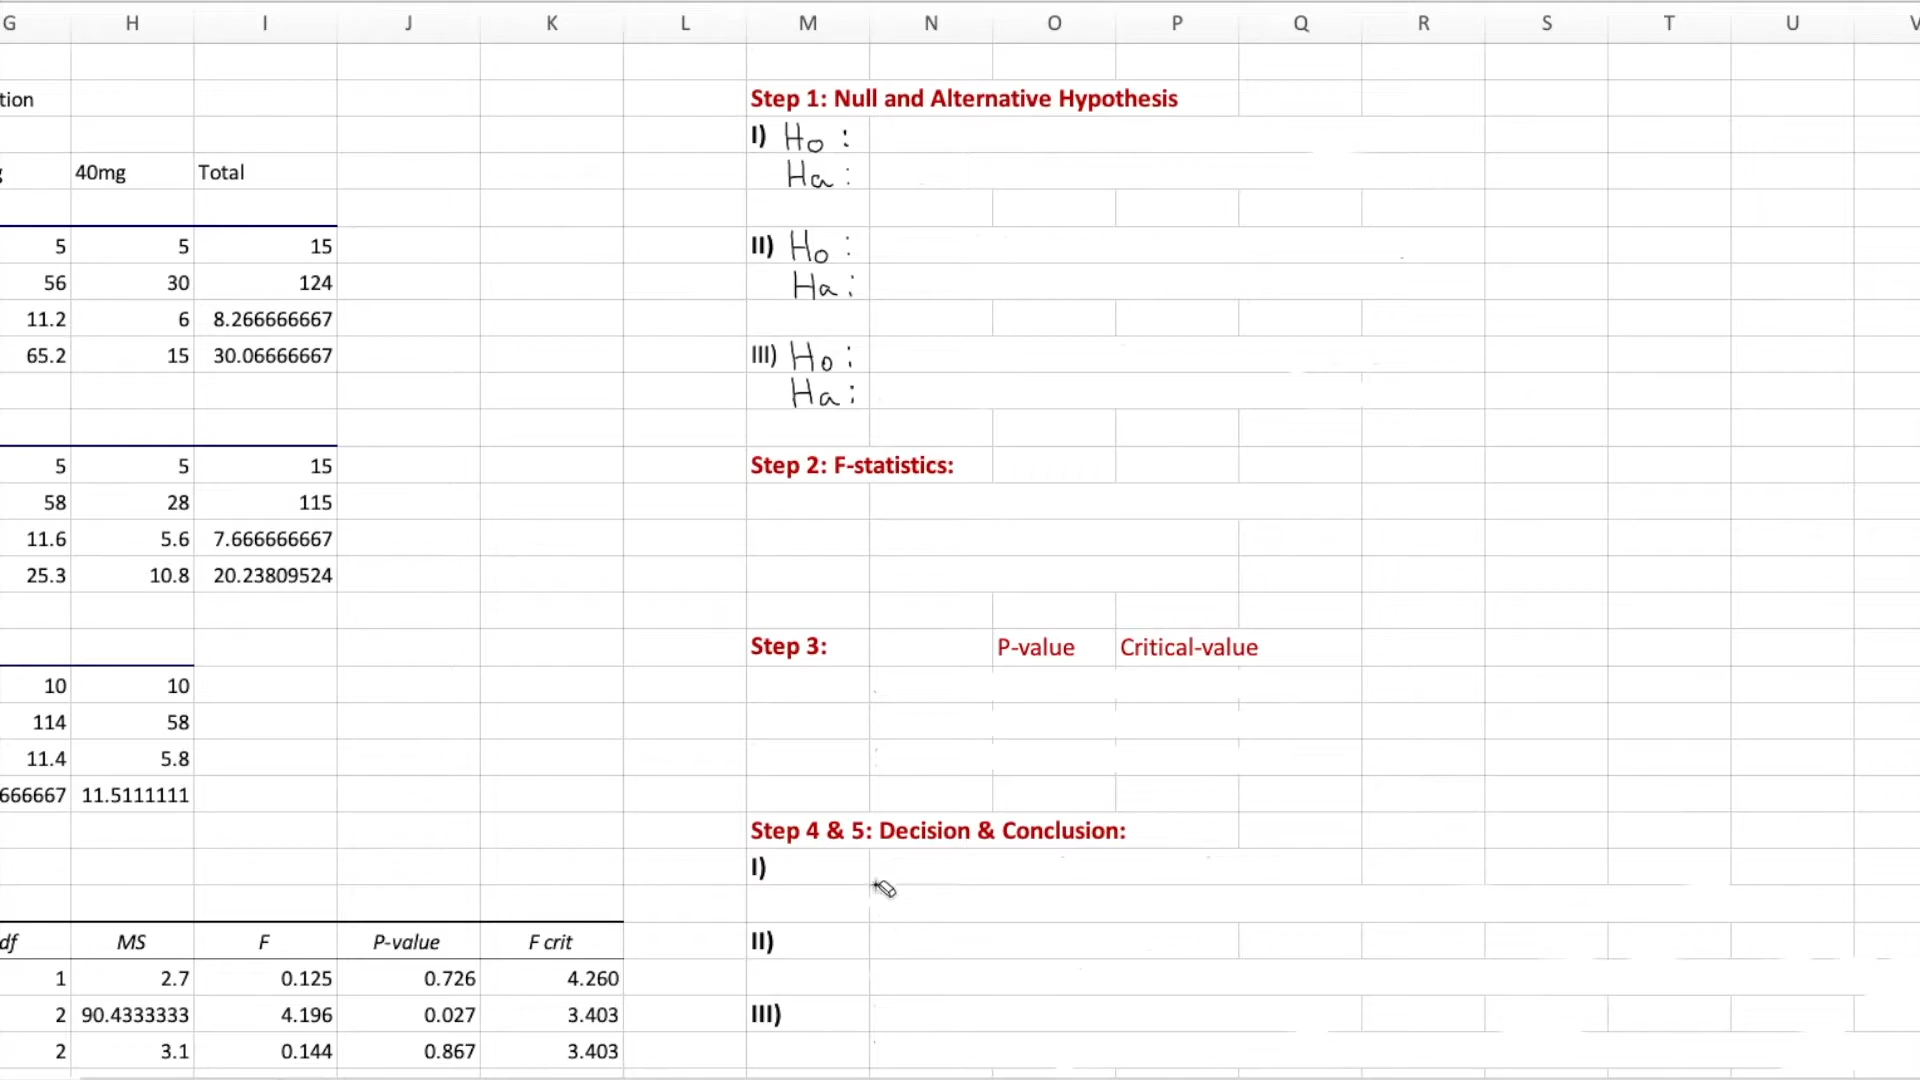 G H I J K L M N O P Q R S T U V
tion
40mg Total
5 5 15
56 30 124
11.2 6 8.266666667
65.2 15 30.06666667
5 5 15
58 28 115
11.6 5.6 7.666666667
25.3 10.8 20.23809524
10 10
114 58
11.4 5.8
666667 11.5111111
df MS F P-value F crit
1 2.7 0.125 0.726 4.260
2 90.4333333 4.196 0.027 3.403
2 3.1 0.144 0.867 3.403
Step 1: Null and Alternative Hypothesis
I) Ho :
Ha :
II) Ho :
Ha :
III) Ho :
Ha :
Step 2: F-statistics:
Step 3: P-value Critical-value
Step 4 & 5: Decision & Conclusion:
I)
II)
III)